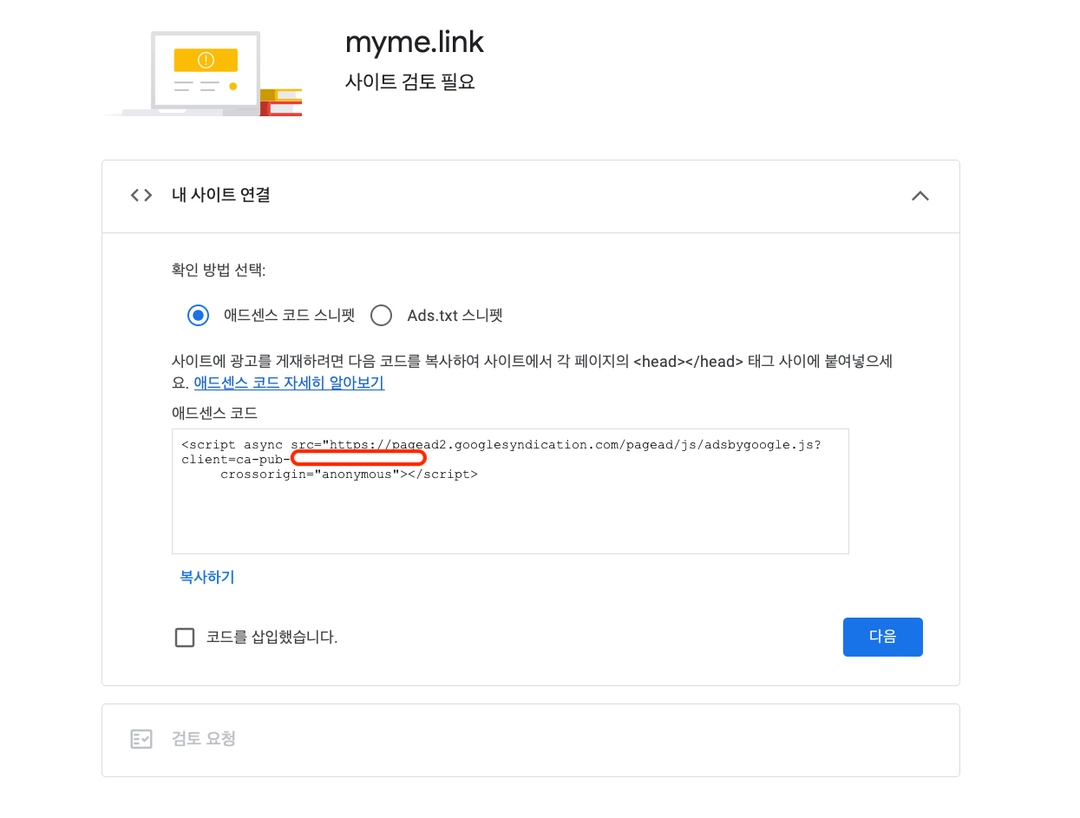 myme.link
사이트 검토 필요
내 사이트 연결
확인 방법 선택:
애드센스 코드 스니펫 Ads.txt 스니펫
사이트에 광고를 게재하려면 다음 코드를 복사하여 사이트에서 각 페이지의 <head></head> 태그 사이에 붙여넣으세
요. 애드센스 코드 자세히 알아보기
애드센스 코드
<script async src="https://pagead2.googlesyndication.com/pagead/js/adsbygoogle.js?
client=ca-pub-
crossorigin="anonymous"></script>
복사하기
코드를 삽입했습니다.
다음
검토 요청